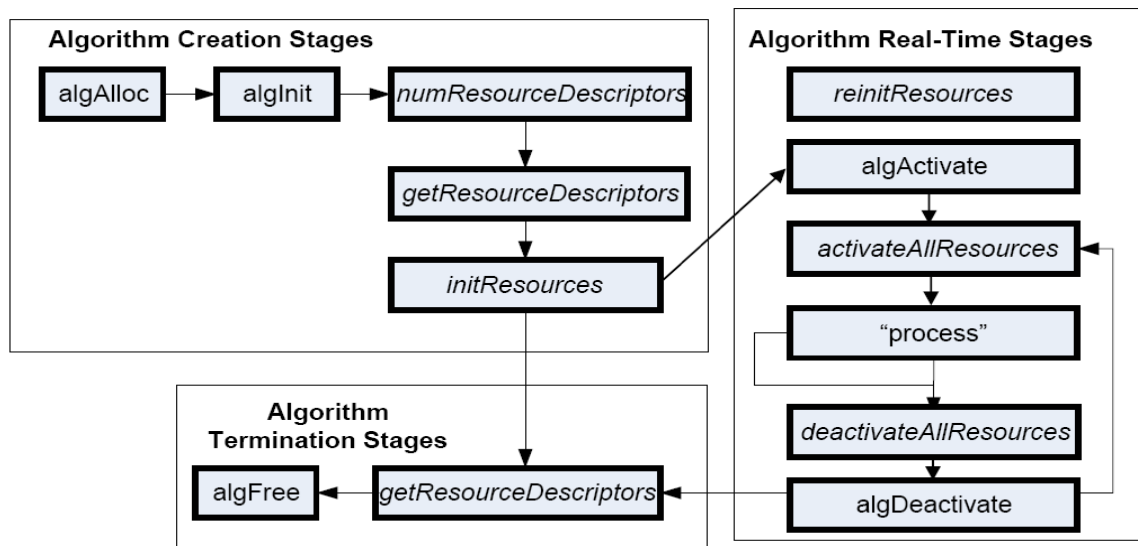 Algorithm Creation Stages
algAlloc
algInit
numResourceDescriptors
getResourceDescriptors
initResources
Algorithm Real-Time Stages
reinitResources
algActivate
activateAllResources
“process”
deactivateAllResources
algDeactivate
Algorithm
Termination Stages
algFree
getResourceDescriptors